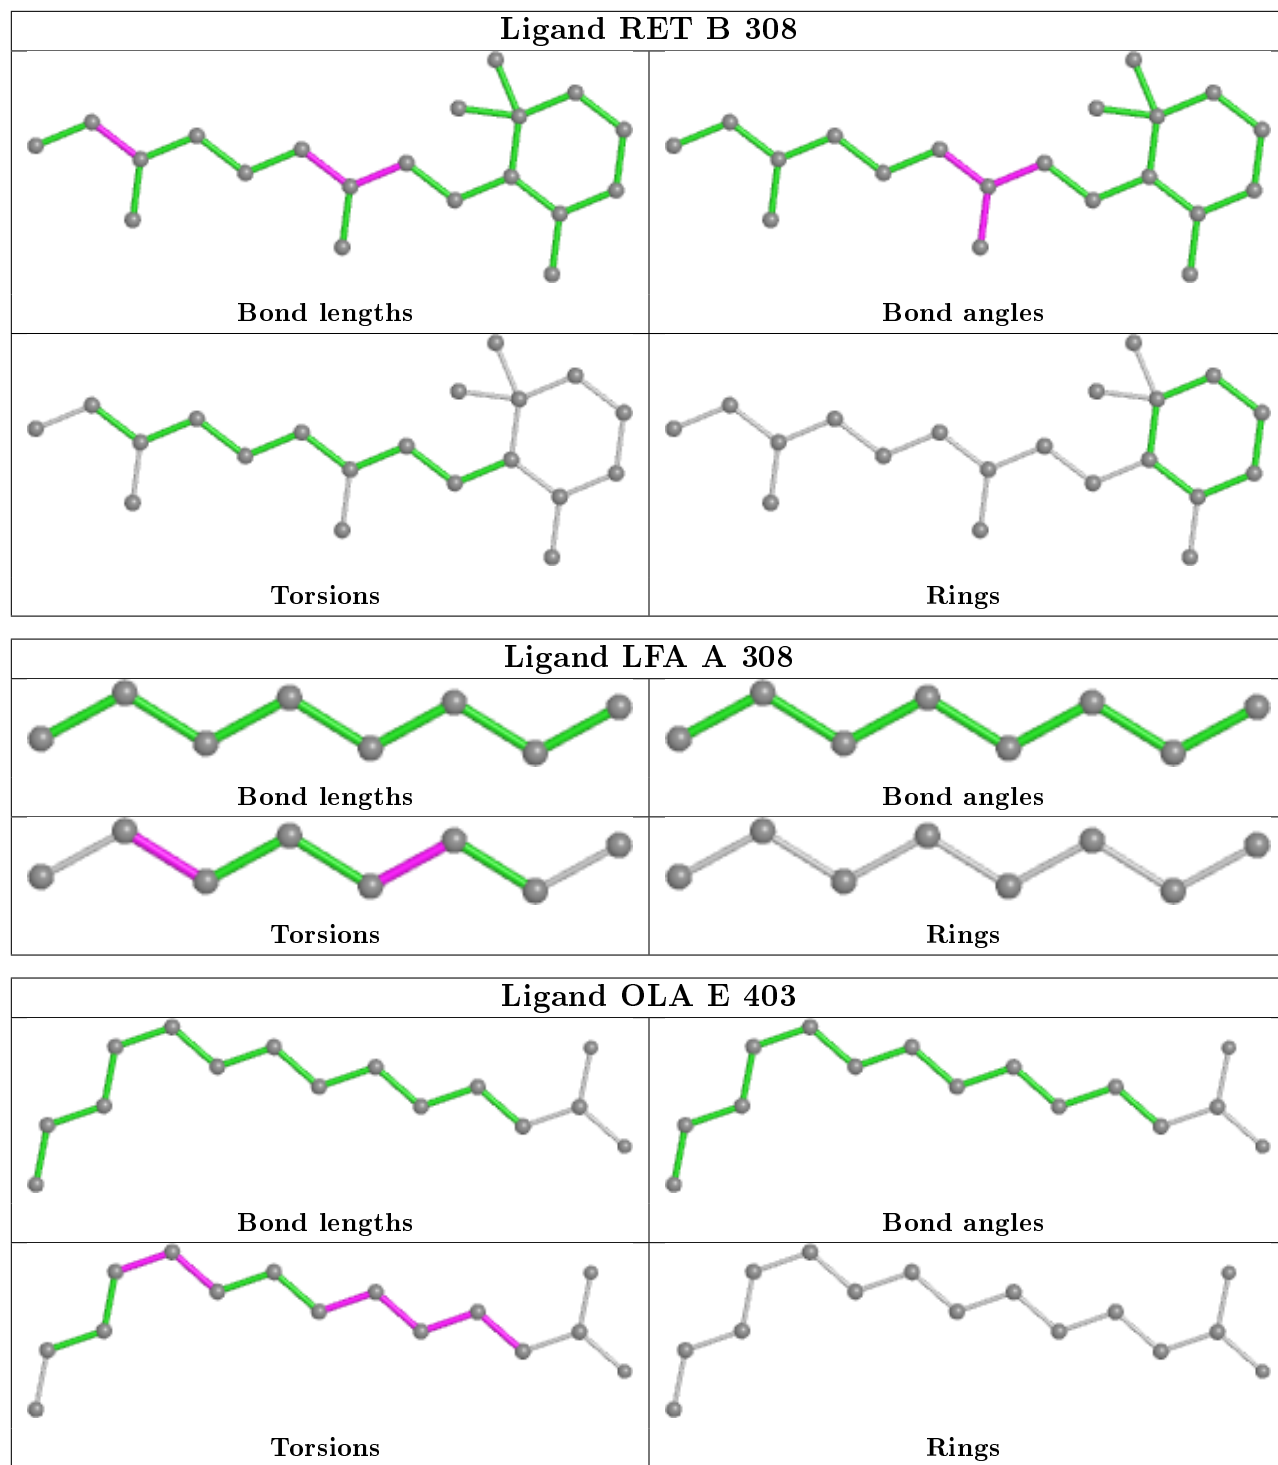 Ligand RET B 308
Bond lengths
Bond angles
Torsions
Rings
Ligand LFA A 308
Bond lengths
Bond angles
Torsions
Rings
Ligand OLA E 403
Bond lengths
Bond angles
Torsions
Rings